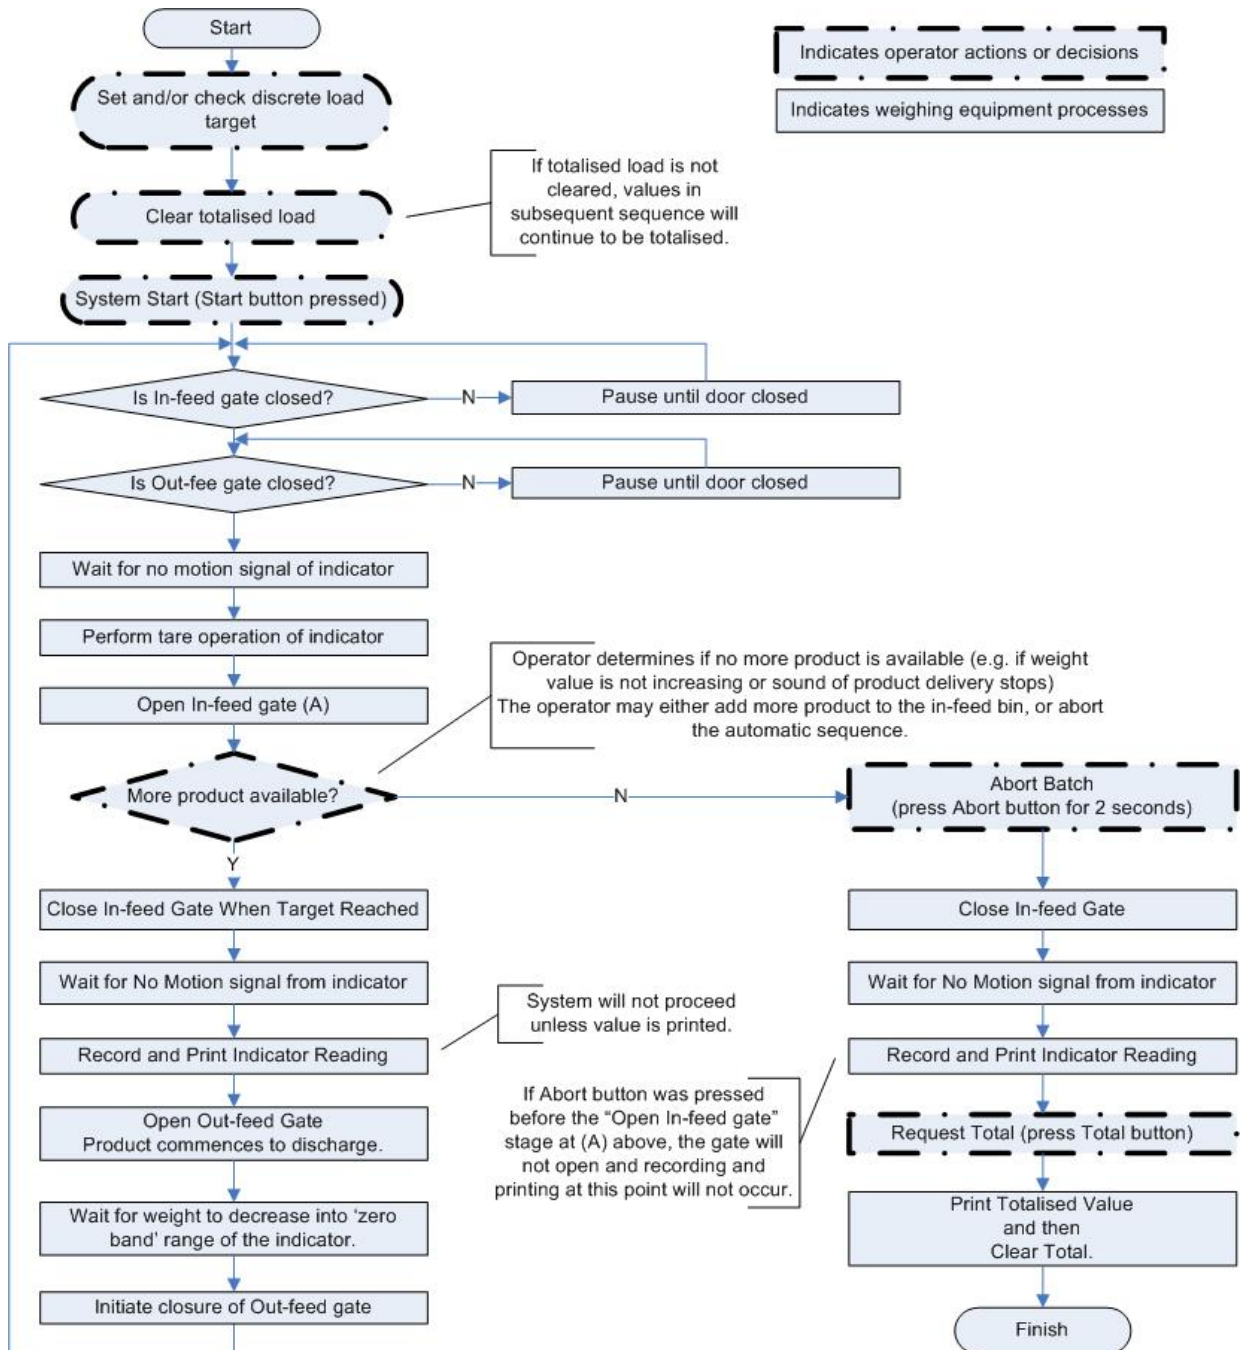 Start
Indicates operator actions or decisions
Set and/or check discrete load
target
Indicates weighing equipment processes
If totalised load is not
cleared, values in
subsequent sequence will
continue to be totalised.
Clear totalised load
System Start (Start button pressed)
Is In-feed gate closed?
N
Pause until door closed
Is Out-fee gate closed?
N
Pause until door closed
Wait for no motion signal of indicator
Perform tare operation of indicator
Open In-feed gate (A)
Operator determines if no more product is available (e.g. if weight
value is not increasing or sound of product delivery stops)
The operator may either add more product to the in-feed bin, or abort
the automatic sequence.
More product available?
N
Abort Batch
(press Abort button for 2 seconds)
Y
Close In-feed Gate When Target Reached
Wait for No Motion signal from indicator
System will not proceed
unless value is printed.
Record and Print Indicator Reading
Open Out-feed Gate
Product commences to discharge.
Wait for weight to decrease into ‘zero
band’ range of the indicator.
Initiate closure of Out-feed gate
Close In-feed Gate
Wait for No Motion signal from indicator
Record and Print Indicator Reading
If Abort button was pressed
before the “Open In-feed gate”
stage at (A) above, the gate will
not open and recording and
printing at this point will not occur.
Request Total (press Total button)
Print Totalised Value
and then
Clear Total.
Finish